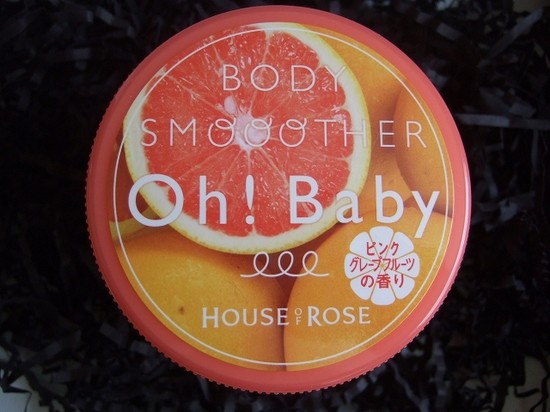 BODY
SMOOOTHER
Oh! Baby
ピンク
グレープフルーツ
の香り
HOUSE OF ROSE